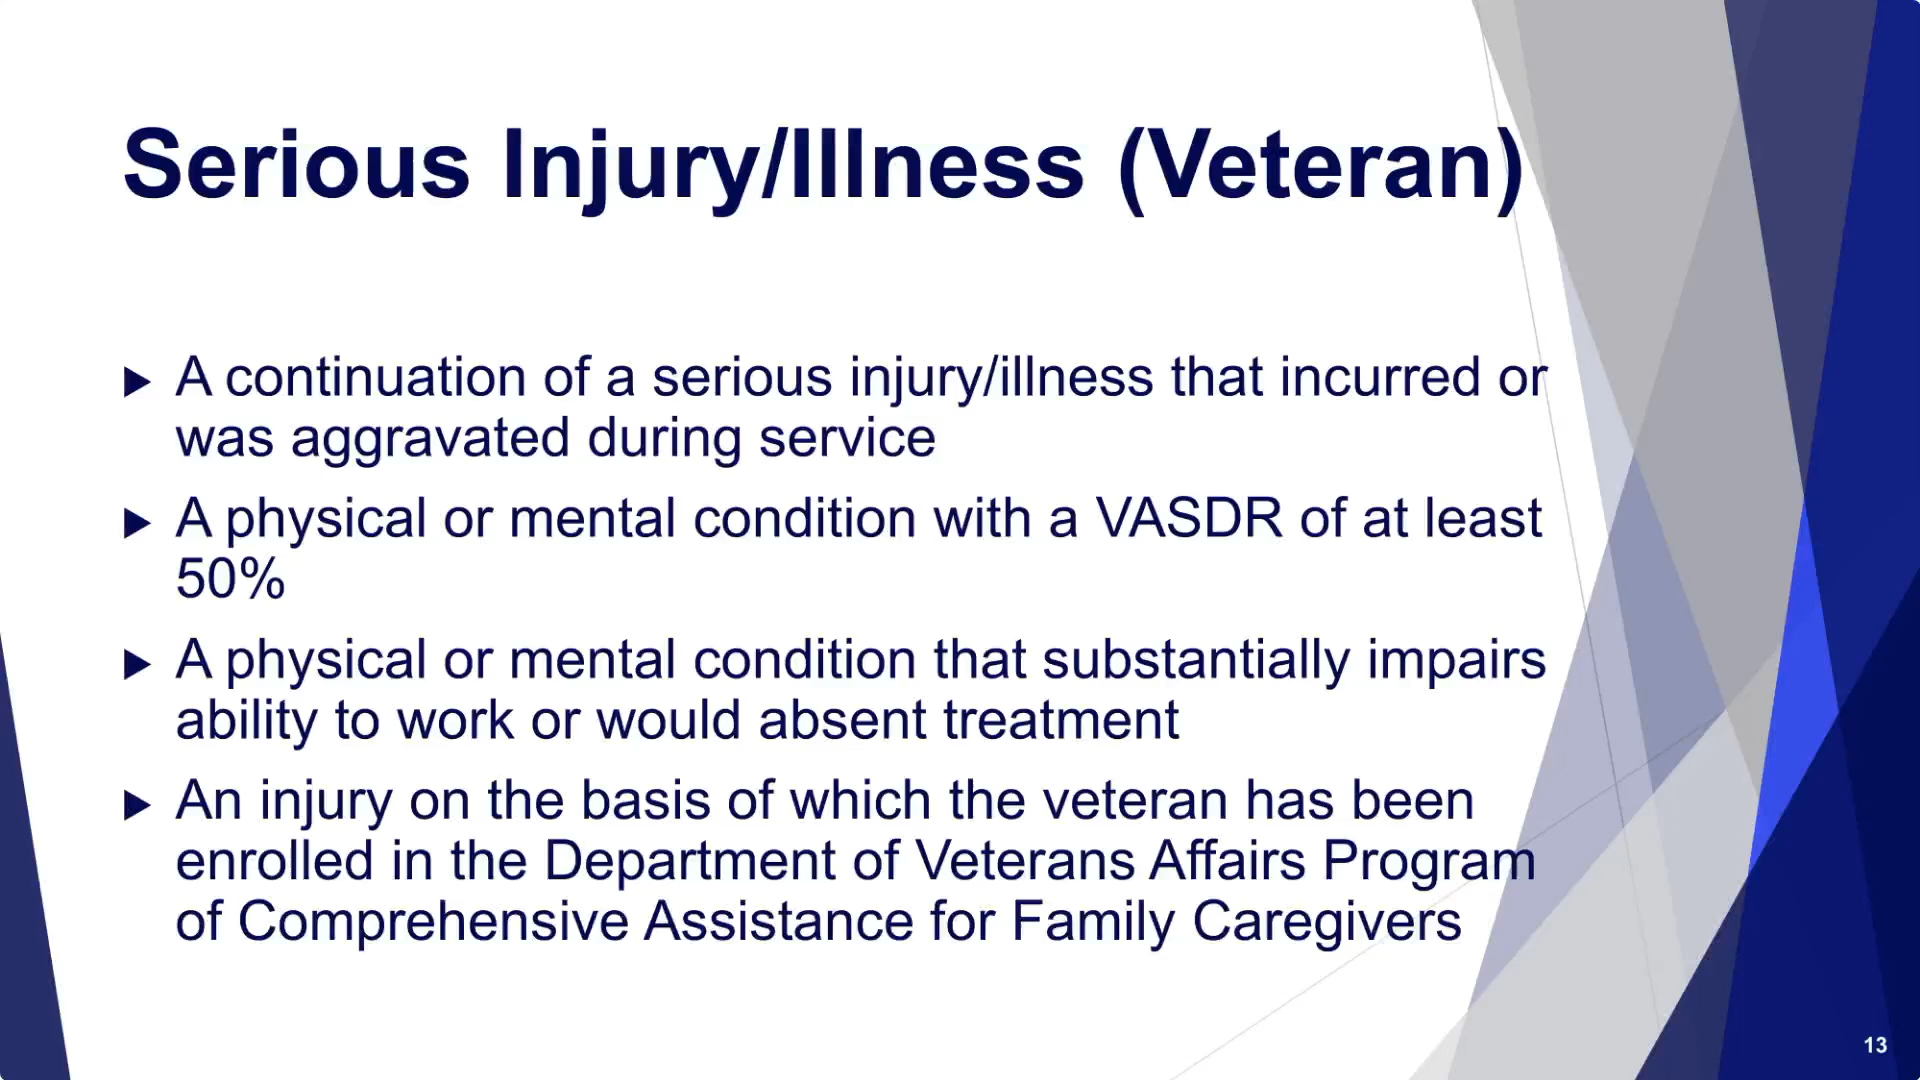 Serious Injury/Illness (Veteran)
A continuation of a serious injury/illness that incurred or
was aggravated during service
A physical or mental condition with a VASDR of at least
50%
A physical or mental condition that substantially impairs
ability to work or would absent treatment
An injury on the basis of which the veteran has been
enrolled in the Department of Veterans Affairs Program
of Comprehensive Assistance for Family Caregivers
13